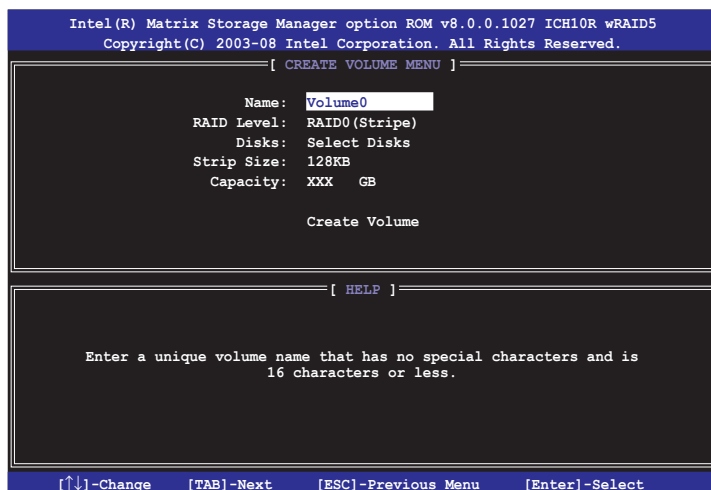 Intel(R) Matrix Storage Manager option ROM v8.0.0.1027 ICH10R wRAID5
Copyright(C) 2003-08 Intel Corporation. All Rights Reserved.
[ CREATE VOLUME MENU ]
Name: Volume0
RAID Level: RAID0(Stripe)
Disks: Select Disks
Strip Size: 128KB
Capacity: XXX GB
Create Volume
[ HELP ]
Enter a unique volume name that has no special characters and is
16 characters or less.
[↑↓]-Change [TAB]-Next [ESC]-Previous Menu [Enter]-Select